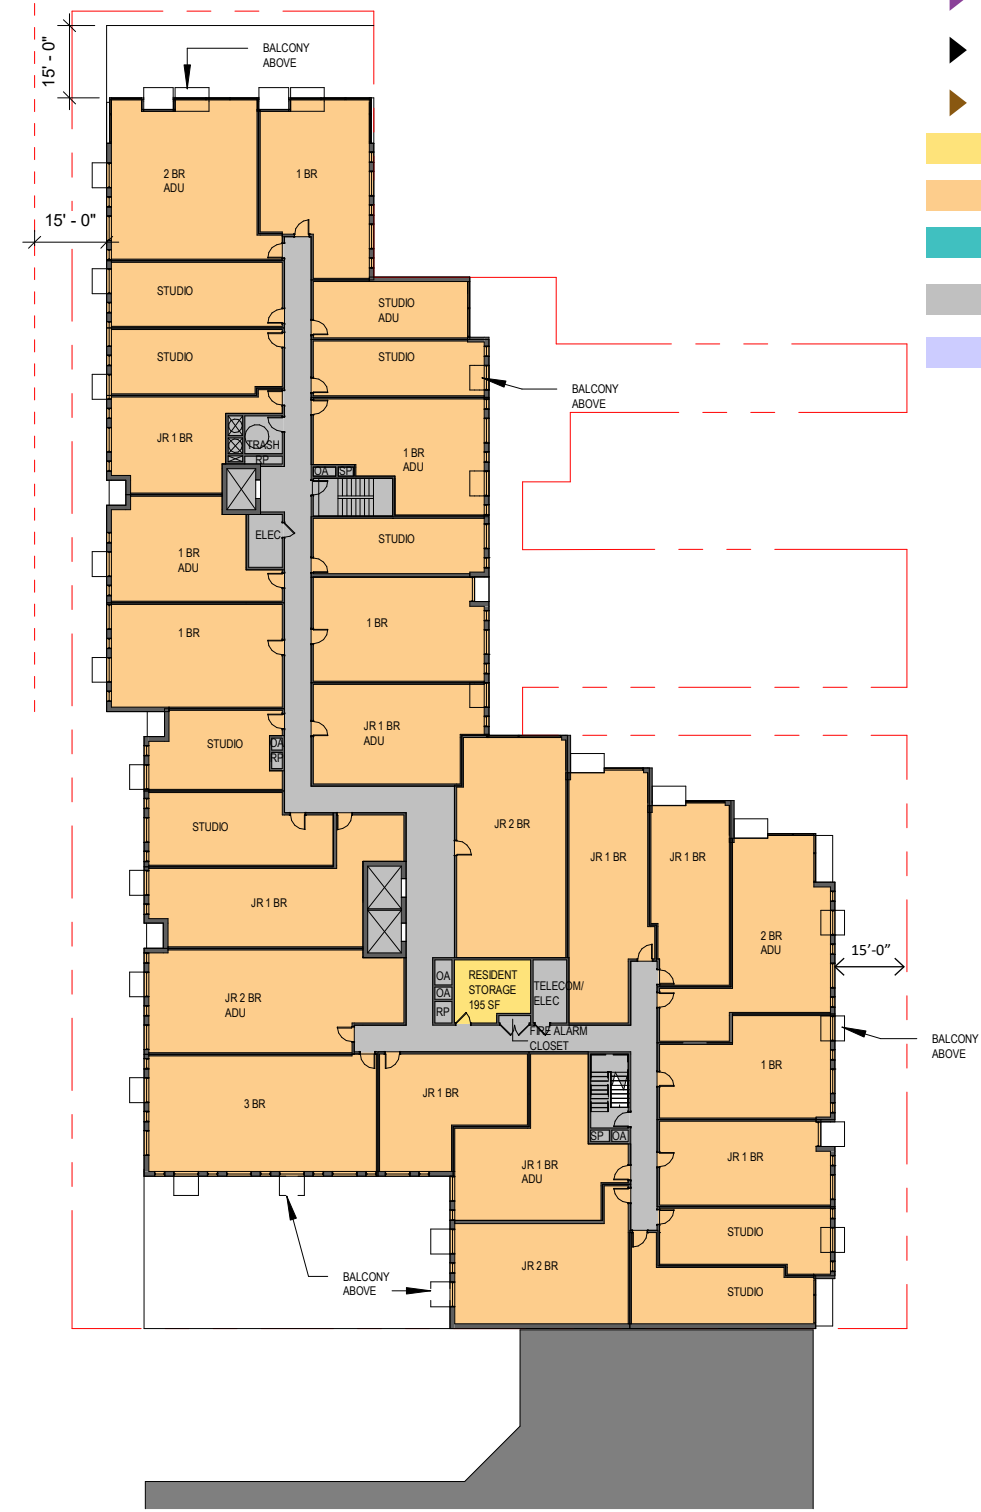 15' - 0"
BALCONY
ABOVE
2 BR
ADU
1 BR
15' - 0"
STUDIO
STUDIO
ADU
STUDIO
STUDIO
BALCONY
ABOVE
JR 1 BR
TRASH
RP
1 BR
ADU
OA
SP
ELEC
STUDIO
1 BR
ADU
1 BR
1 BR
JR 1 BR
ADU
STUDIO
OA
RP
STUDIO
JR 2 BR
JR 1 BR
JR 1 BR
JR 1 BR
2 BR
ADU
15'-0"
OA
OA
RP
RESIDENT
STORAGE
195 SF
TELECOM/
ELEC
JR 2 BR
ADU
FIRE ALARM
CLOSET
BALCONY
ABOVE
1 BR
3 BR
JR 1 BR
SP
OA
JR 1 BR
ADU
JR 1 BR
STUDIO
JR 2 BR
BALCONY
ABOVE
STUDIO